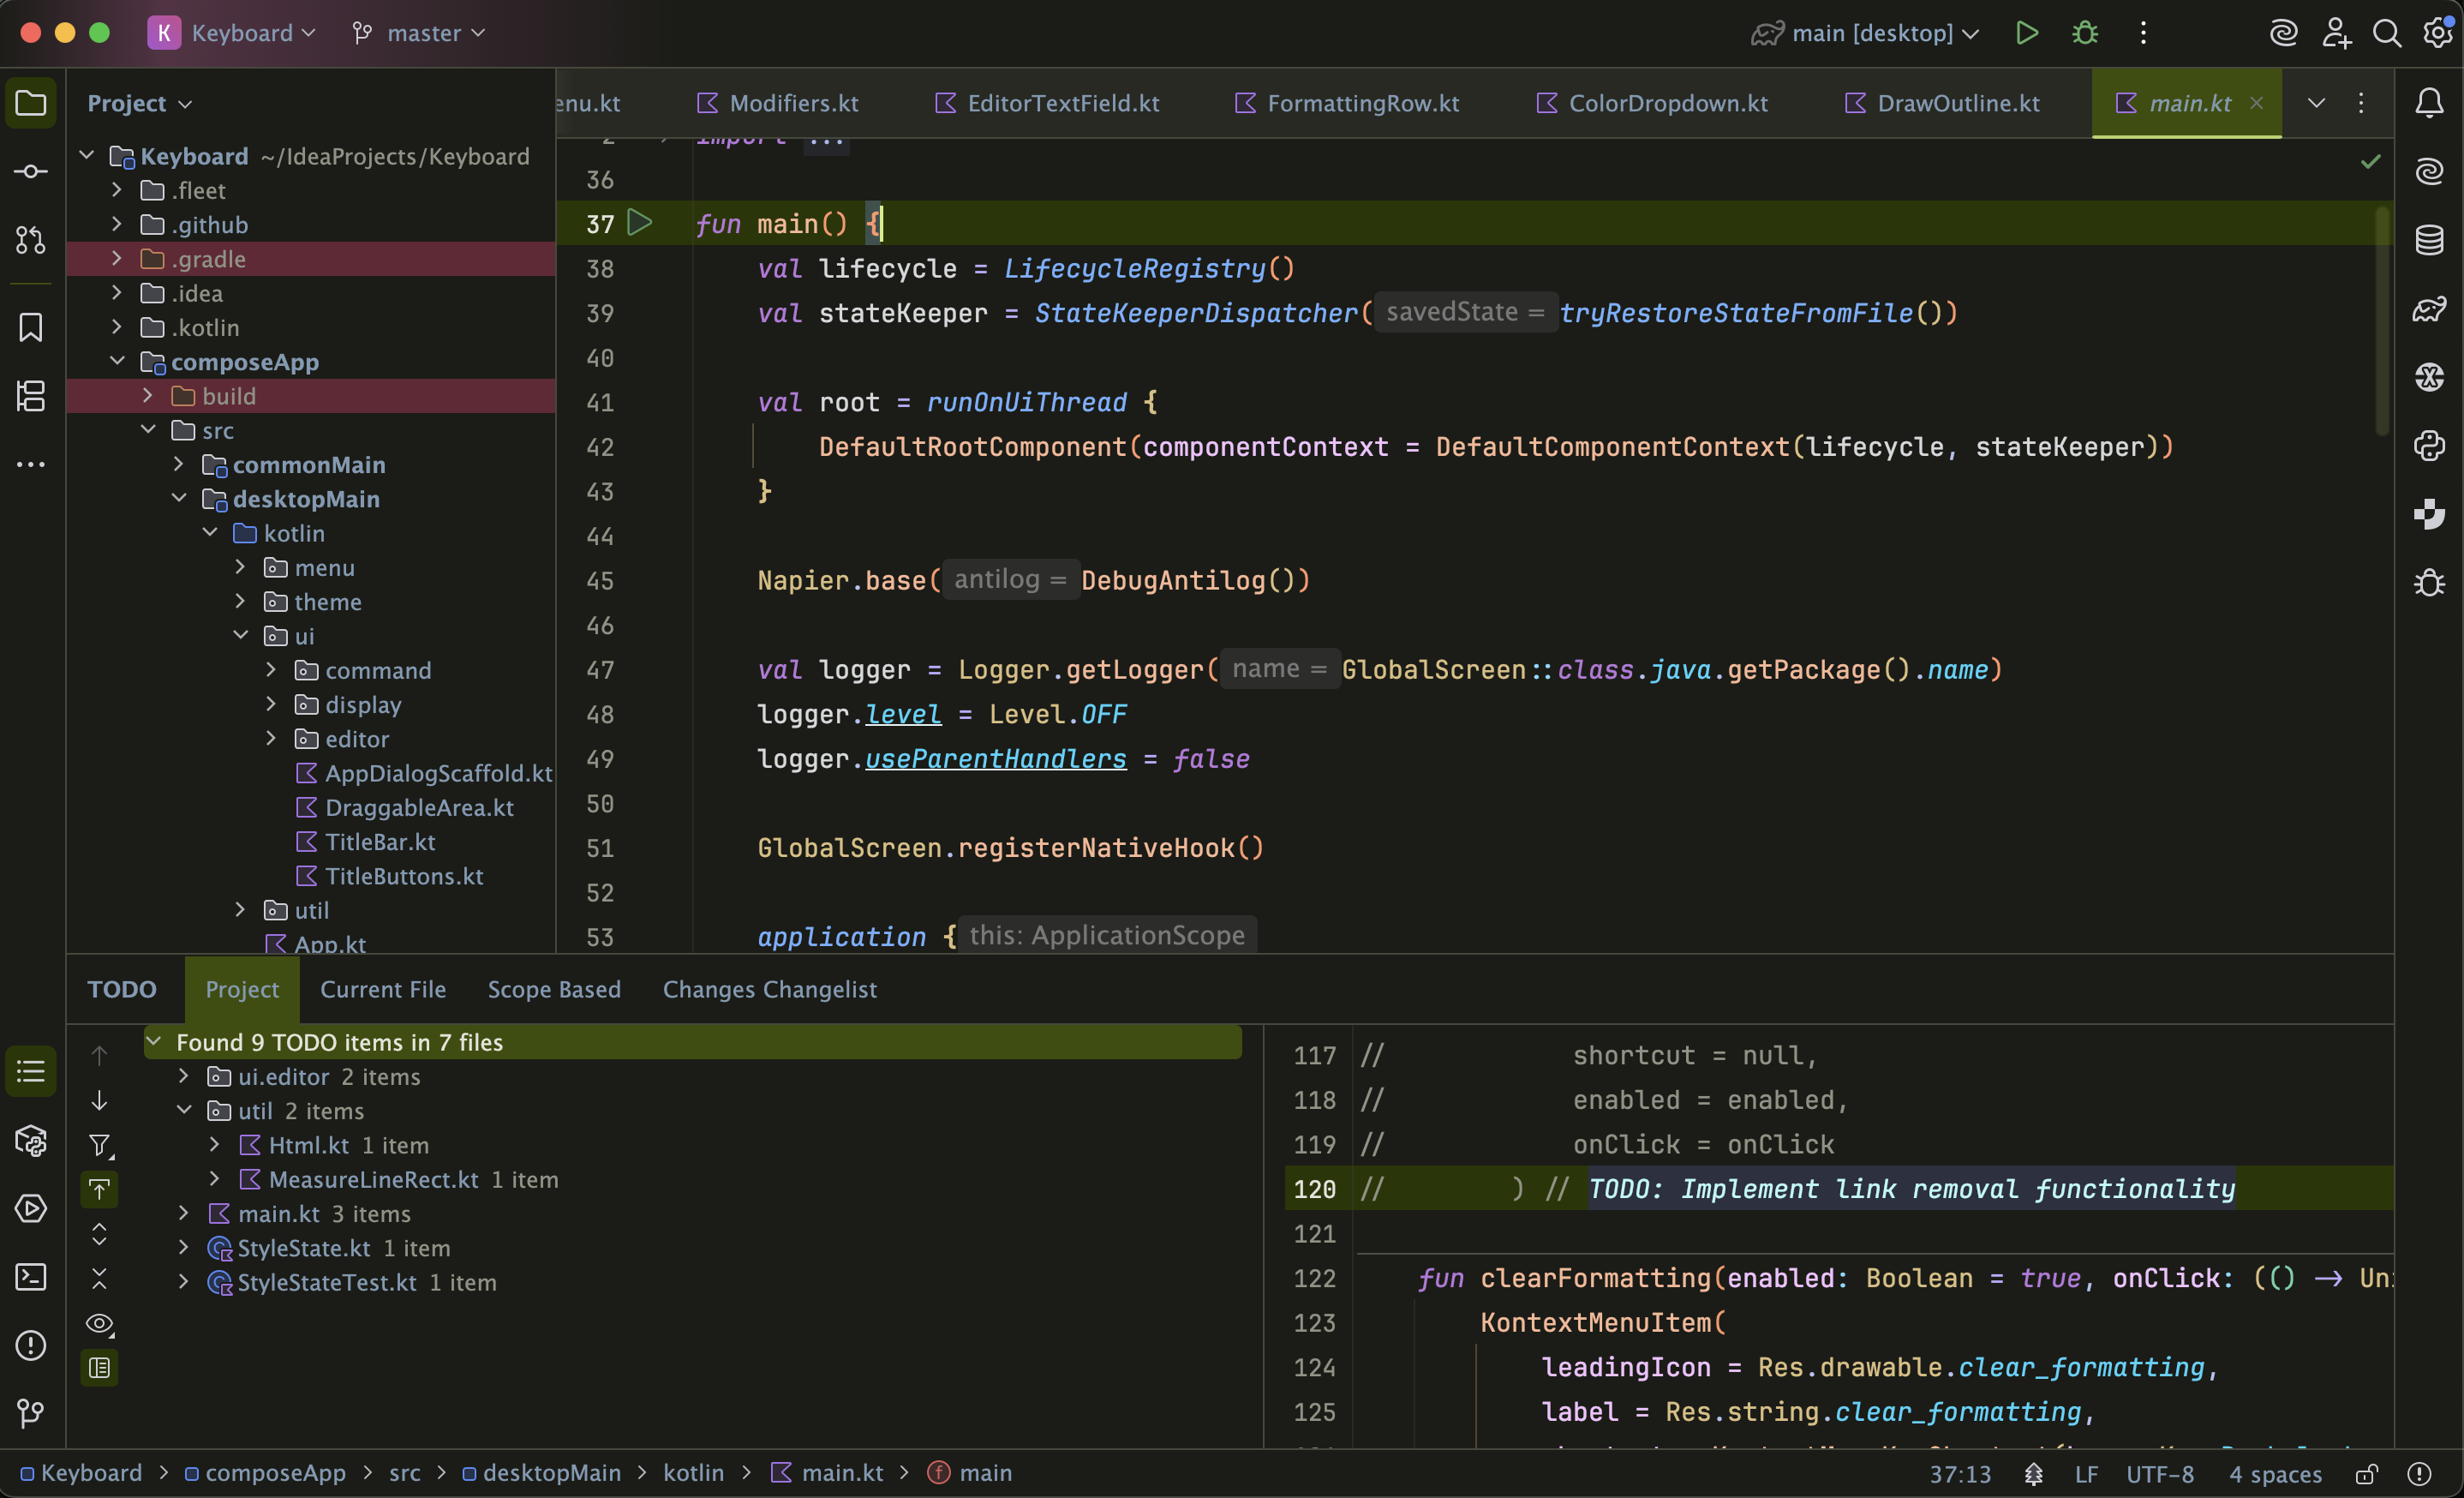 K Keyboard master main [desktop]
Project
enu.kt Modifiers.kt EditorTextField.kt FormattingRow.kt ColorDropdown.kt DrawOutline.kt main.kt
Keyboard ~/IdeaProjects/Keyboard
.fleet
.github
.gradle
.idea
.kotlin
composeApp
build
src
commonMain
desktopMain
kotlin
menu
theme
ui
command
display
editor
AppDialogScaffold.kt
DraggableArea.kt
TitleBar.kt
TitleButtons.kt
util
App.kt
2 import ...
36
37 fun main() {
38 val lifecycle = LifecycleRegistry()
39 val stateKeeper = StateKeeperDispatcher( savedState = tryRestoreStateFromFile())
40
41 val root = runOnUiThread {
42 DefaultRootComponent(componentContext = DefaultComponentContext(lifecycle, stateKeeper))
43 }
44
45 Napier.base( antilog = DebugAntilog())
46
47 val logger = Logger.getLogger( name = GlobalScreen::class.java.getPackage().name)
48 logger.level = Level.OFF
49 logger.useParentHandlers = false
50
51 GlobalScreen.registerNativeHook()
52
53 application { this: ApplicationScope
TODO Project Current File Scope Based Changes Changelist
Found 9 TODO items in 7 files
ui.editor 2 items
util 2 items
Html.kt 1 item
MeasureLineRect.kt 1 item
main.kt 3 items
StyleState.kt 1 item
StyleStateTest.kt 1 item
117 // shortcut = null,
118 // enabled = enabled,
119 // onClick = onClick
120 // ) // TODO: Implement link removal functionality
121
122 fun clearFormatting(enabled: Boolean = true, onClick: (() -> Uni
123 KontextMenuItem(
124 leadingIcon = Res.drawable.clear_formatting,
125 label = Res.string.clear_formatting,
Keyboard > composeApp > src > desktopMain > kotlin > main.kt > main
37:13 LF UTF-8 4 spaces